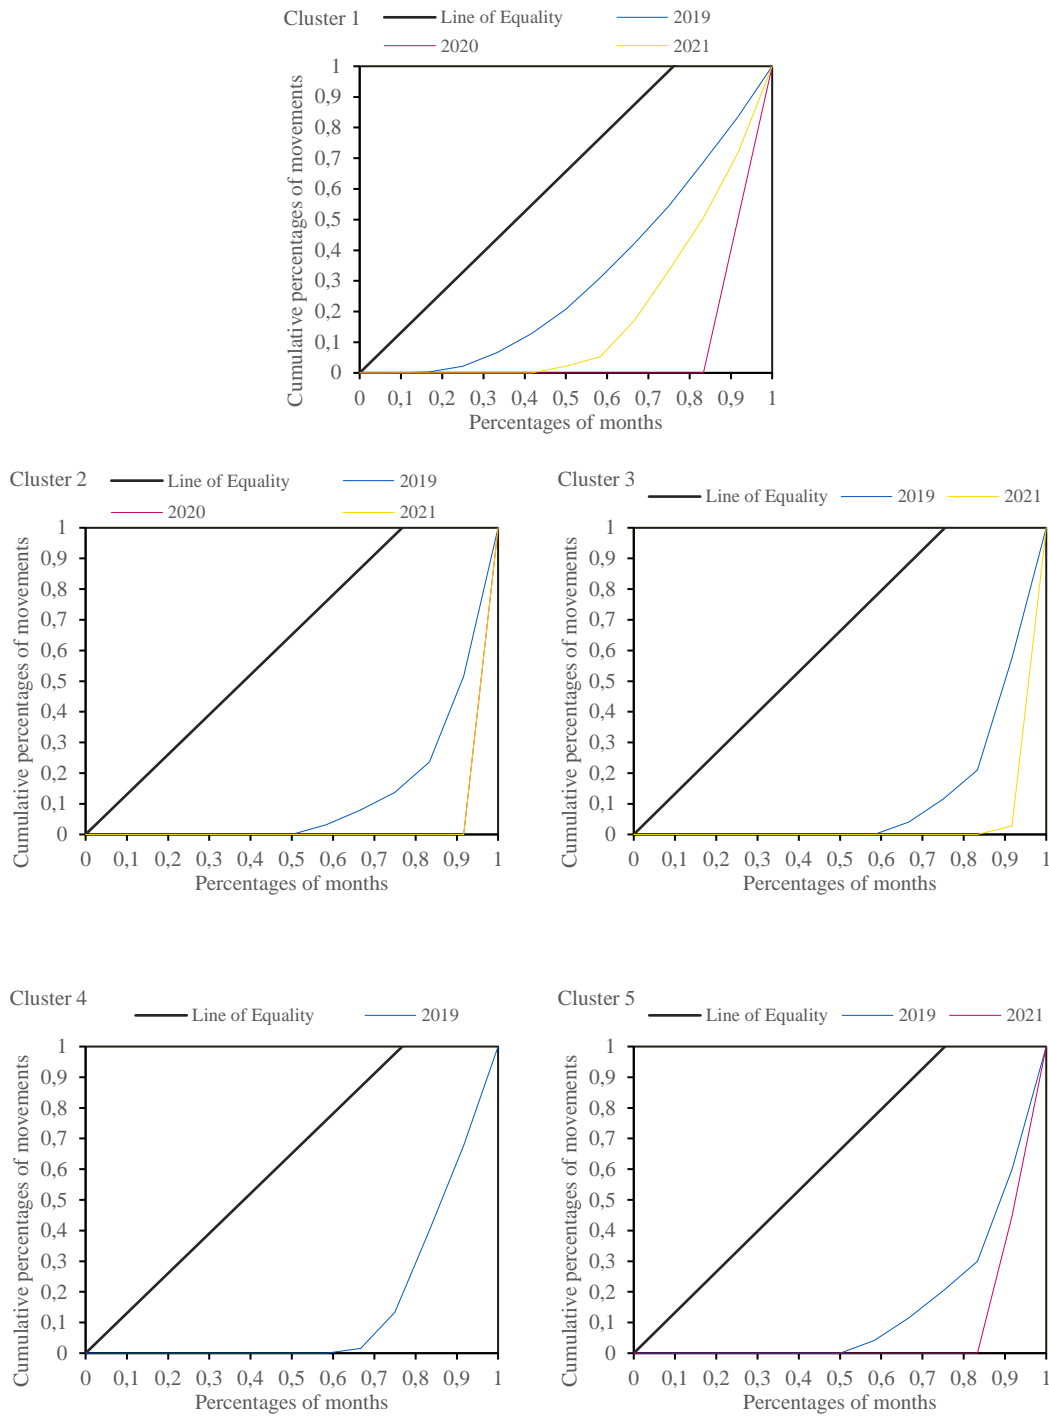 Cluster 1
Line of Equality 2019
2020 2021
Cumulative percentages of movements
1
0,9
0,8
0,7
0,6
0,5
0,4
0,3
0,2
0,1
0
0 0,1 0,2 0,3 0,4 0,5 0,6 0,7 0,8 0,9 1
Percentages of months
Cluster 2
Line of Equality 2019
2020 2021
Cumulative percentages of movements
1
0,9
0,8
0,7
0,6
0,5
0,4
0,3
0,2
0,1
0
0 0,1 0,2 0,3 0,4 0,5 0,6 0,7 0,8 0,9 1
Percentages of months
Cluster 3
Line of Equality 2019 2021
Cumulative percentages of movements
1
0,9
0,8
0,7
0,6
0,5
0,4
0,3
0,2
0,1
0
0 0,1 0,2 0,3 0,4 0,5 0,6 0,7 0,8 0,9 1
Percentages of months
Cluster 4
Line of Equality 2019
Cumulative percentages of movements
1
0,9
0,8
0,7
0,6
0,5
0,4
0,3
0,2
0,1
0
0 0,1 0,2 0,3 0,4 0,5 0,6 0,7 0,8 0,9 1
Percentages of months
Cluster 5
Line of Equality 2019 2021
Cumulative percentages of movements
1
0,9
0,8
0,7
0,6
0,5
0,4
0,3
0,2
0,1
0
0 0,1 0,2 0,3 0,4 0,5 0,6 0,7 0,8 0,9 1
Percentages of months